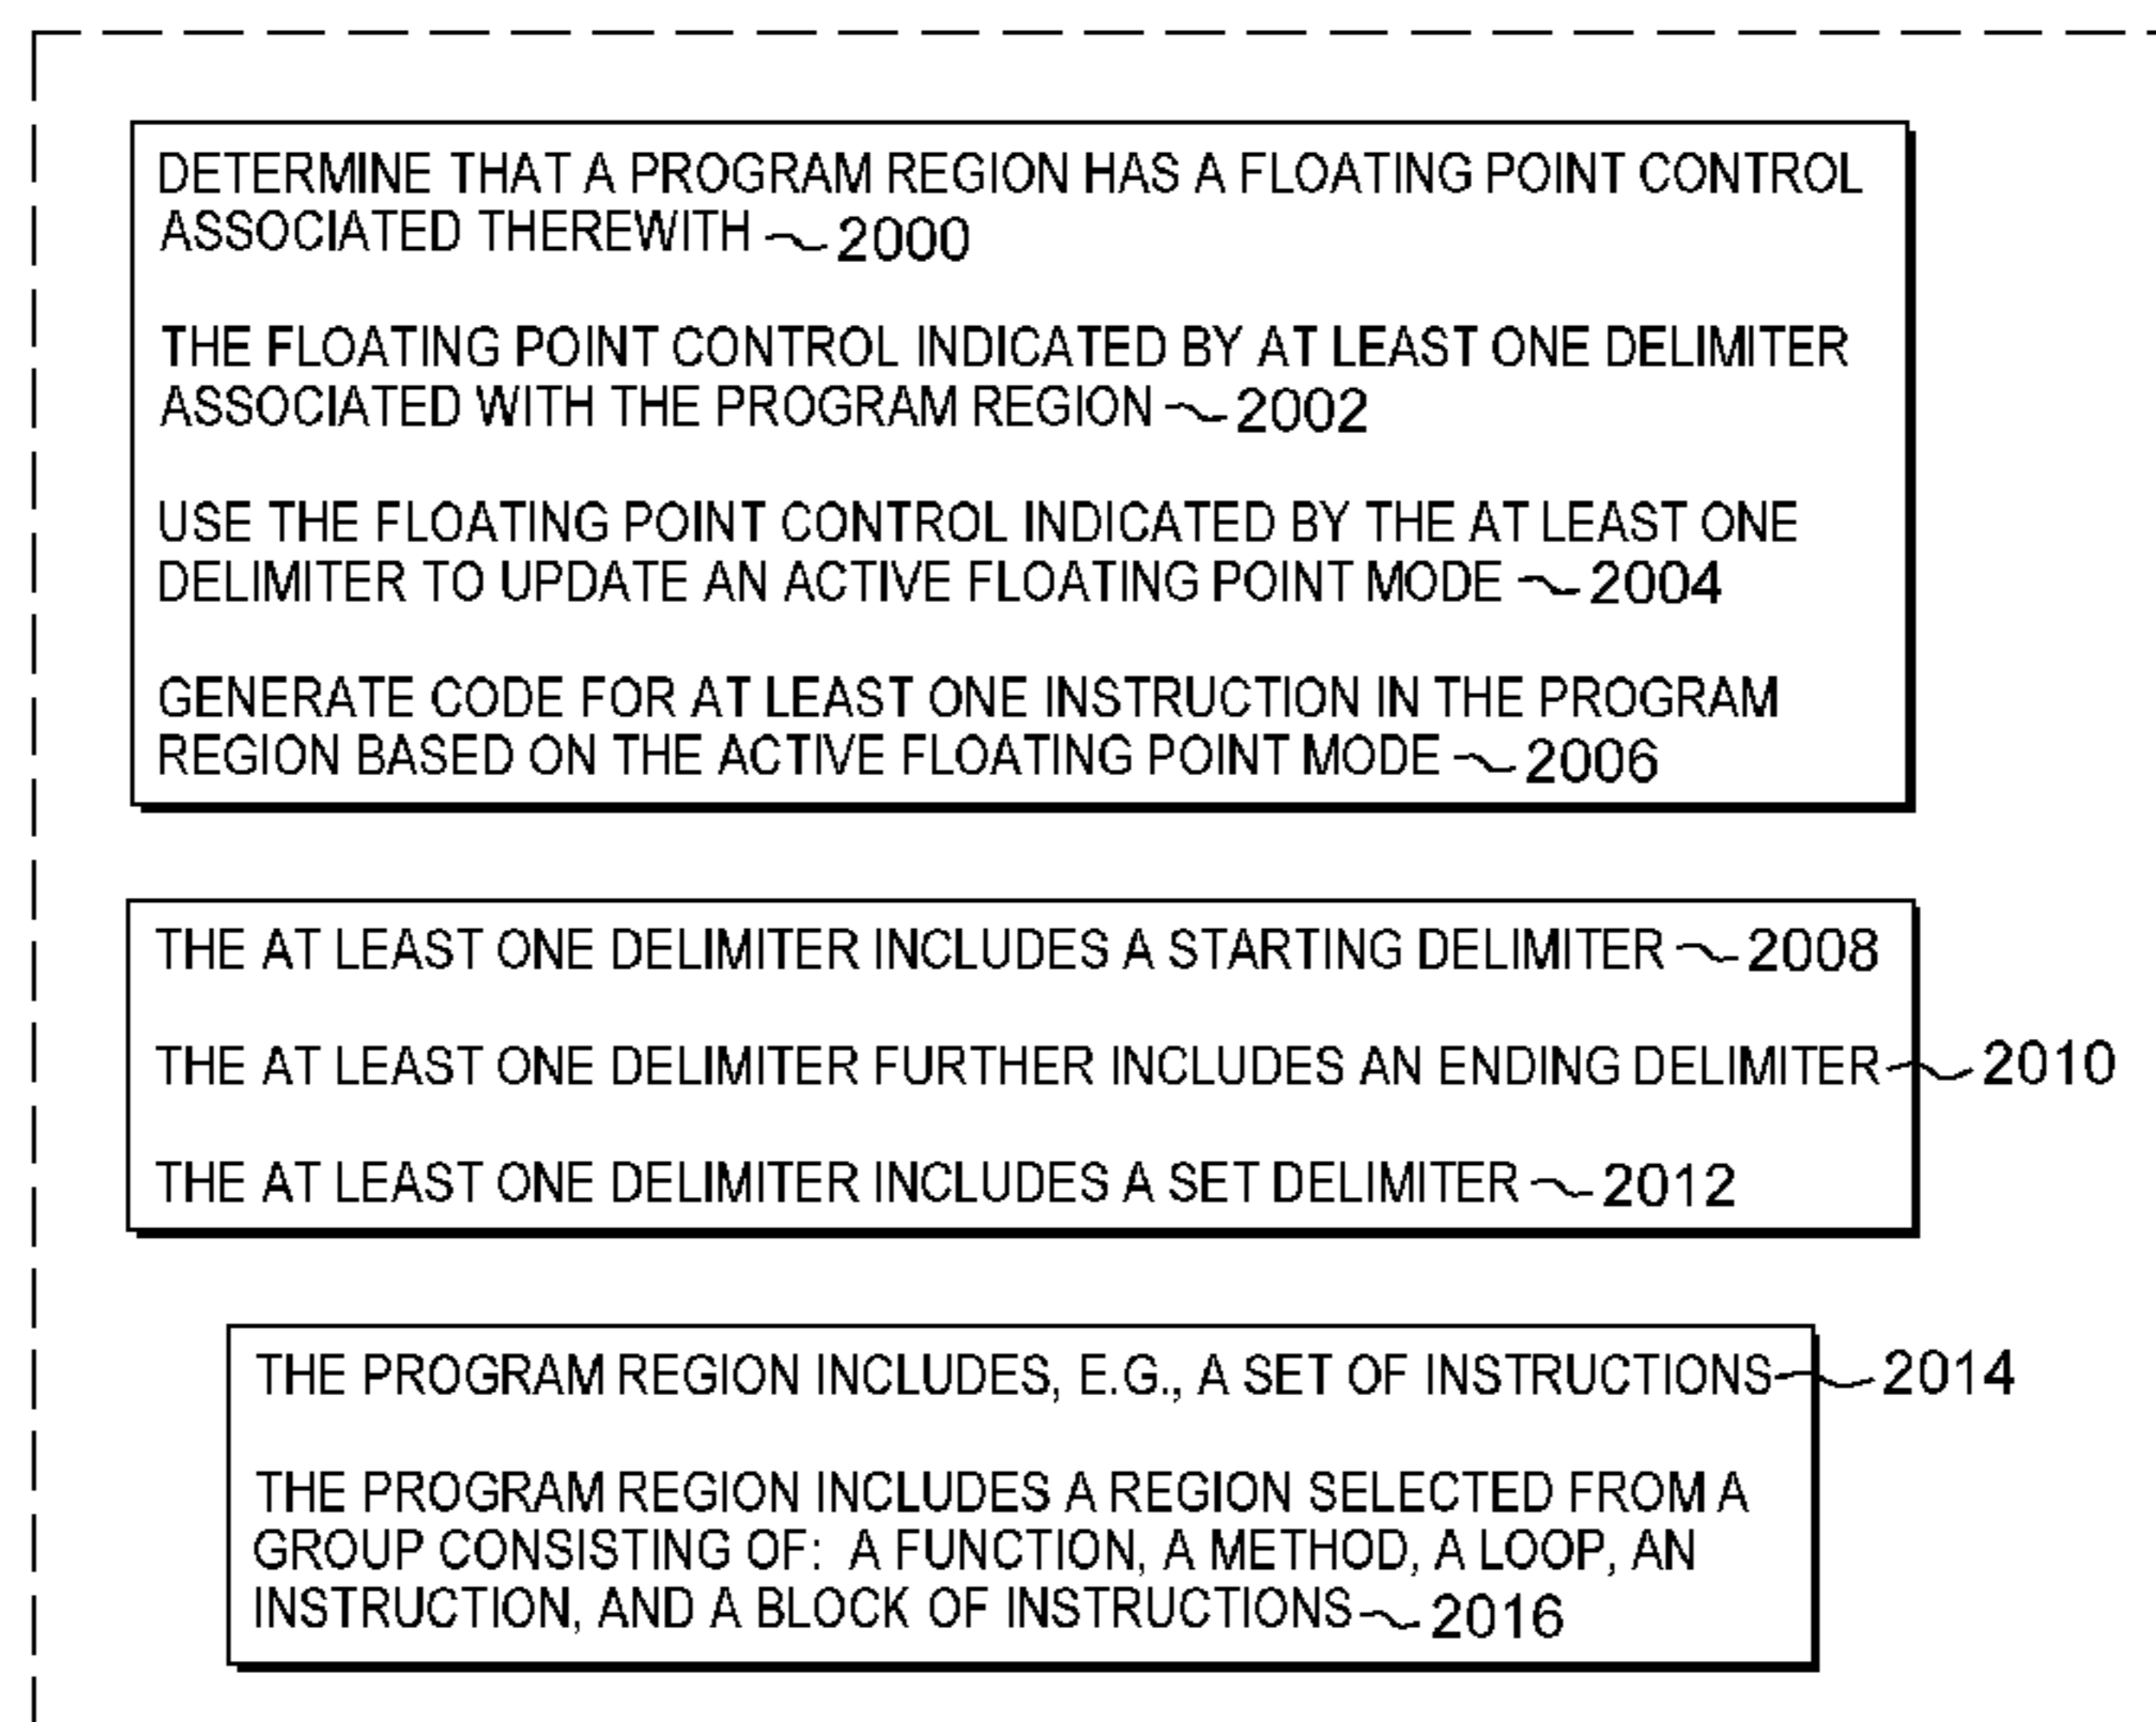 DETERMINE THAT A PROGRAM REGION HAS A FLOATING POINT CONTROL
ASSOCIATED THEREWITH 2000
THE FLOATING POINT CONTROL INDICATED BY AT LEAST ONE DELIMITER
ASSOCIATED WITH THE PROGRAM REGION 2002
USE THE FLOATING POINT CONTROL INDICATED BY THE AT LEAST ONE
DELIMITER TO UPDATE AN ACTIVE FLOATING POINT MODE 2004
GENERATE CODE FOR AT LEAST ONE INSTRUCTION IN THE PROGRAM
REGION BASED ON THE ACTIVE FLOATING POINT MODE 2006
THE AT LEAST ONE DELIMITER INCLUDES A STARTING DELIMITER 2008
THE AT LEAST ONE DELIMITER FURTHER INCLUDES AN ENDING DELIMITER 2010
THE AT LEAST ONE DELIMITER INCLUDES A SET DELIMITER 2012
THE PROGRAM REGION INCLUDES, E.G., A SET OF INSTRUCTIONS 2014
THE PROGRAM REGION INCLUDES A REGION SELECTED FROM A
GROUP CONSISTING OF: A FUNCTION, A METHOD, A LOOP, AN
INSTRUCTION, AND A BLOCK OF INSTRUCTIONS 2016